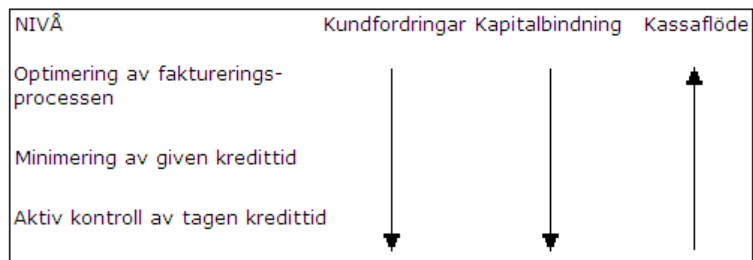 NIVÅ Kundfordringar Kapitalbindning Kassaflöde
Optimering av fakturerings-
processen
Minimering av given kredittid
Aktiv kontroll av tagen kredittid